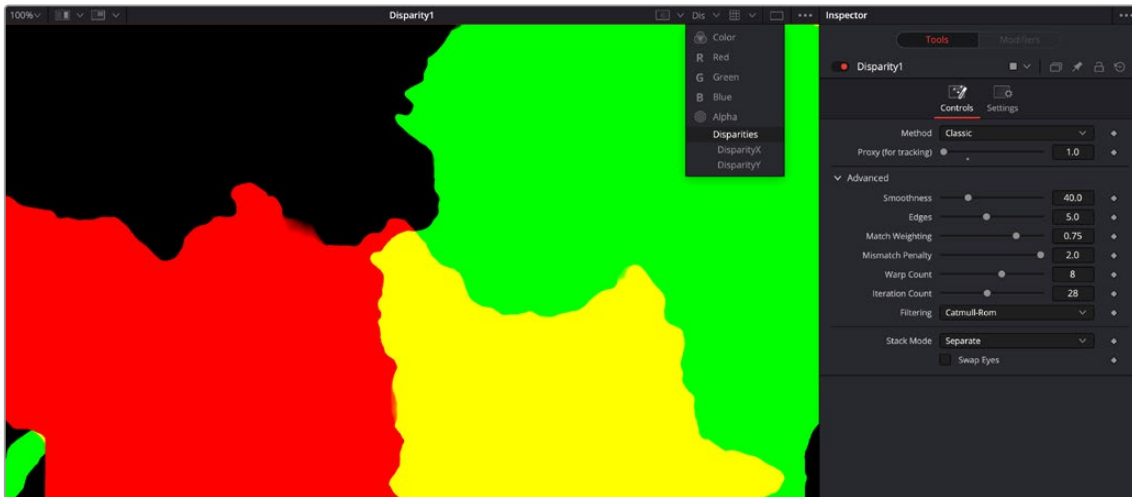 100% Disparity1 Dis Inspector
Color
R Red
G Green
B Blue
Alpha
Disparities
DisparityX
DisparityY
Tools Modifiers
Disparity1
Controls Settings
Method Classic
Proxy (for tracking) 1.0
Advanced
Smoothness 40.0
Edges 5.0
Match Weighting 0.75
Mismatch Penalty 2.0
Warp Count 8
Iteration Count 28
Filtering Catmull-Rom
Stack Mode Separate
Swap Eyes